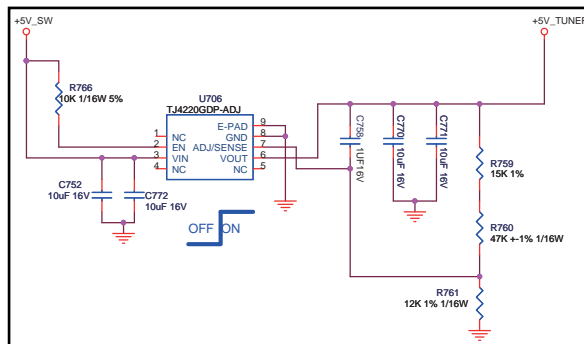 +5V_SW
+5V_TUNER
R766
10K 1/16W 5%
U706
TJ4220GDP-ADJ
1 NC
2 EN
3 VIN
4 NC
E-PAD 9
GND 8
ADJ/SENSE 7
VOUT 6
NC 5
C752
10uF 16V
C772
10uF 16V
OFF ON
C758
1UF16V
C770
10uF 16V
C771
10uF 16V
R759
15K 1%
R760
47K +-1% 1/16W
R761
12K 1% 1/16W